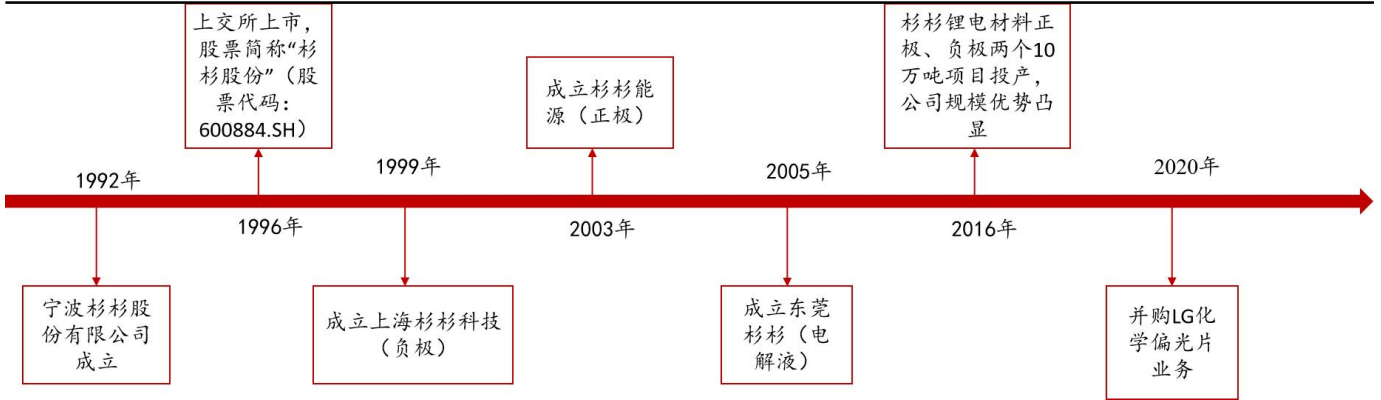 上交所上市，
股票简称“杉
杉股份”（股
票代码：
600884.SH）
成立杉杉能
源（正极）
杉杉锂电材料正
极、负极两个10
万吨项目投产，
公司规模优势凸
显
1992年
1999年
2005年
2020年
1996年
2003年
2016年
宁波杉杉股
份有限公司
成立
成立上海杉杉科技
（负极）
成立东莞
杉杉（电
解液）
并购LG化
学偏光片
业务